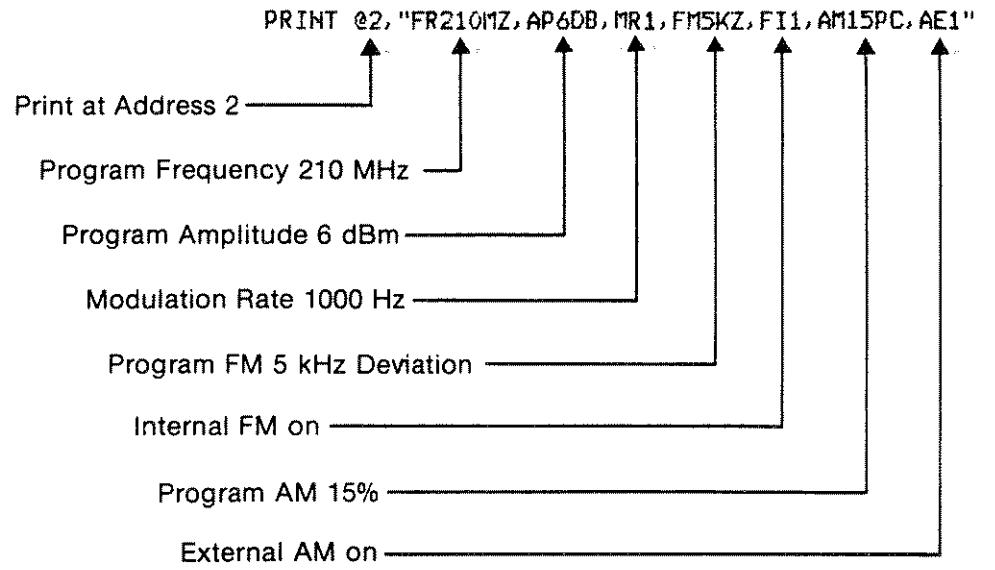 PRINT @2,"FR210MZ,AP6DB,MR1,FM5KZ,FI1,AM15PC,AE1"
Print at Address 2
Program Frequency 210 MHz
Program Amplitude 6 dBm
Modulation Rate 1000 Hz
Program FM 5 kHz Deviation
Internal FM on
Program AM 15%
External AM on